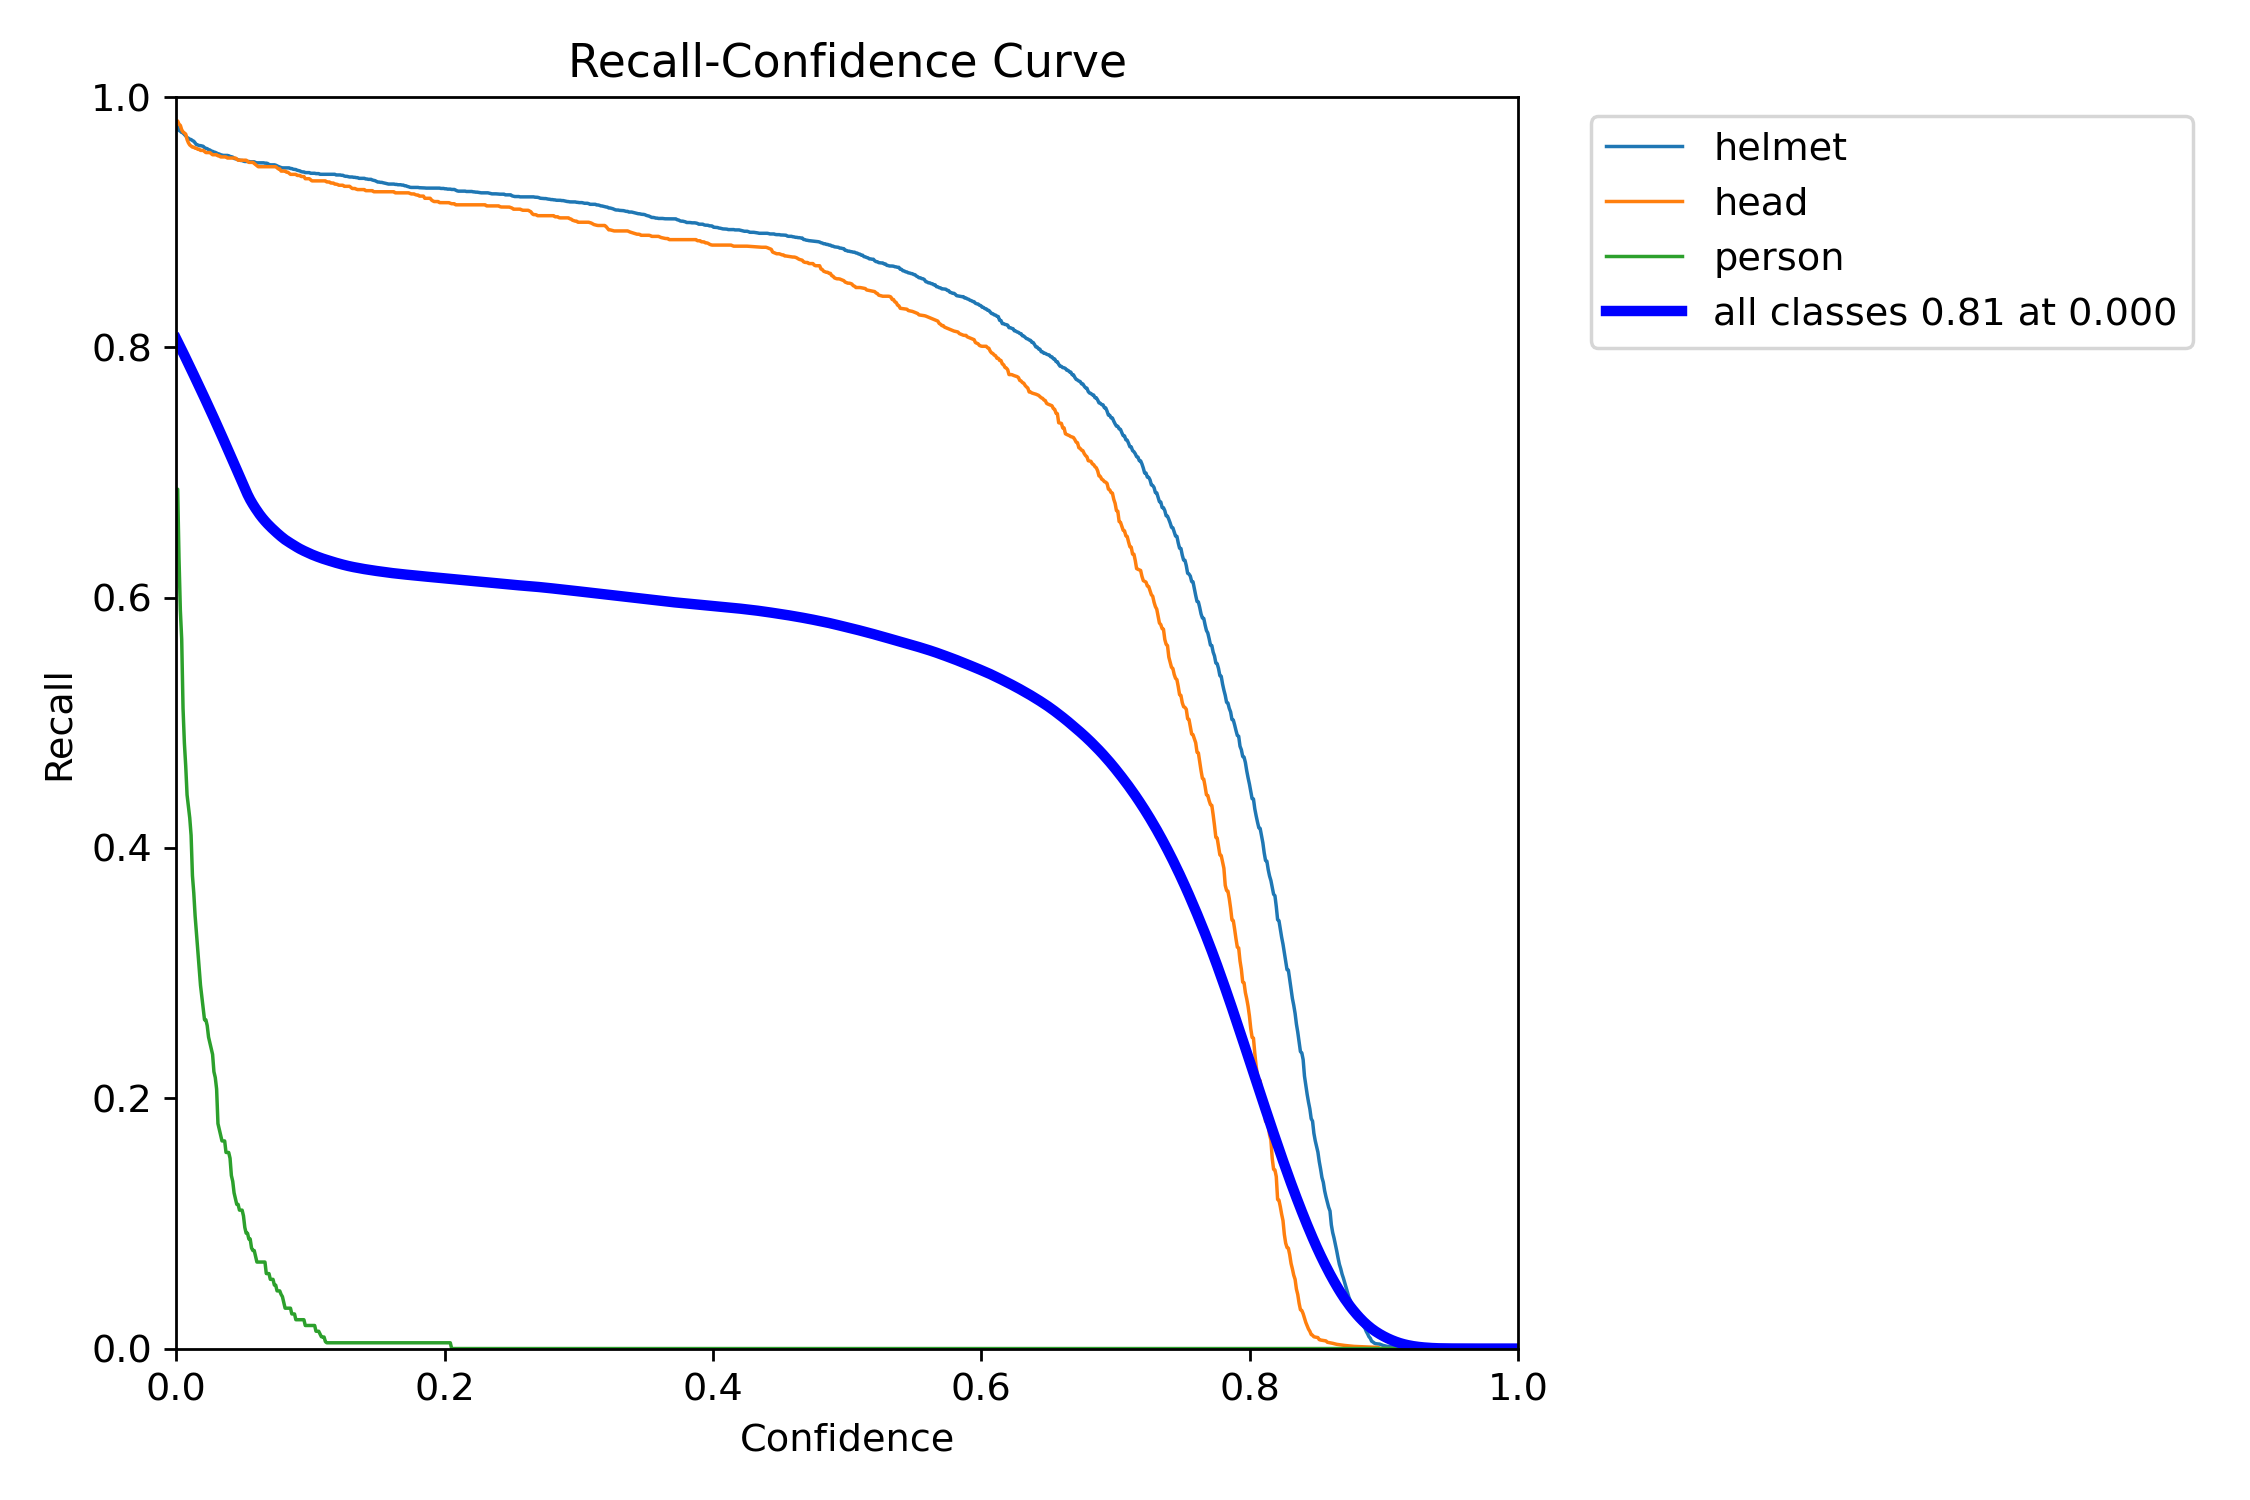 Recall-Confidence Curve
1.0
0.8
0.6
0.4
0.2
0.0
Recall
0.0 0.2 0.4 0.6 0.8 1.0
Confidence
helmet
head
person
all classes 0.81 at 0.000